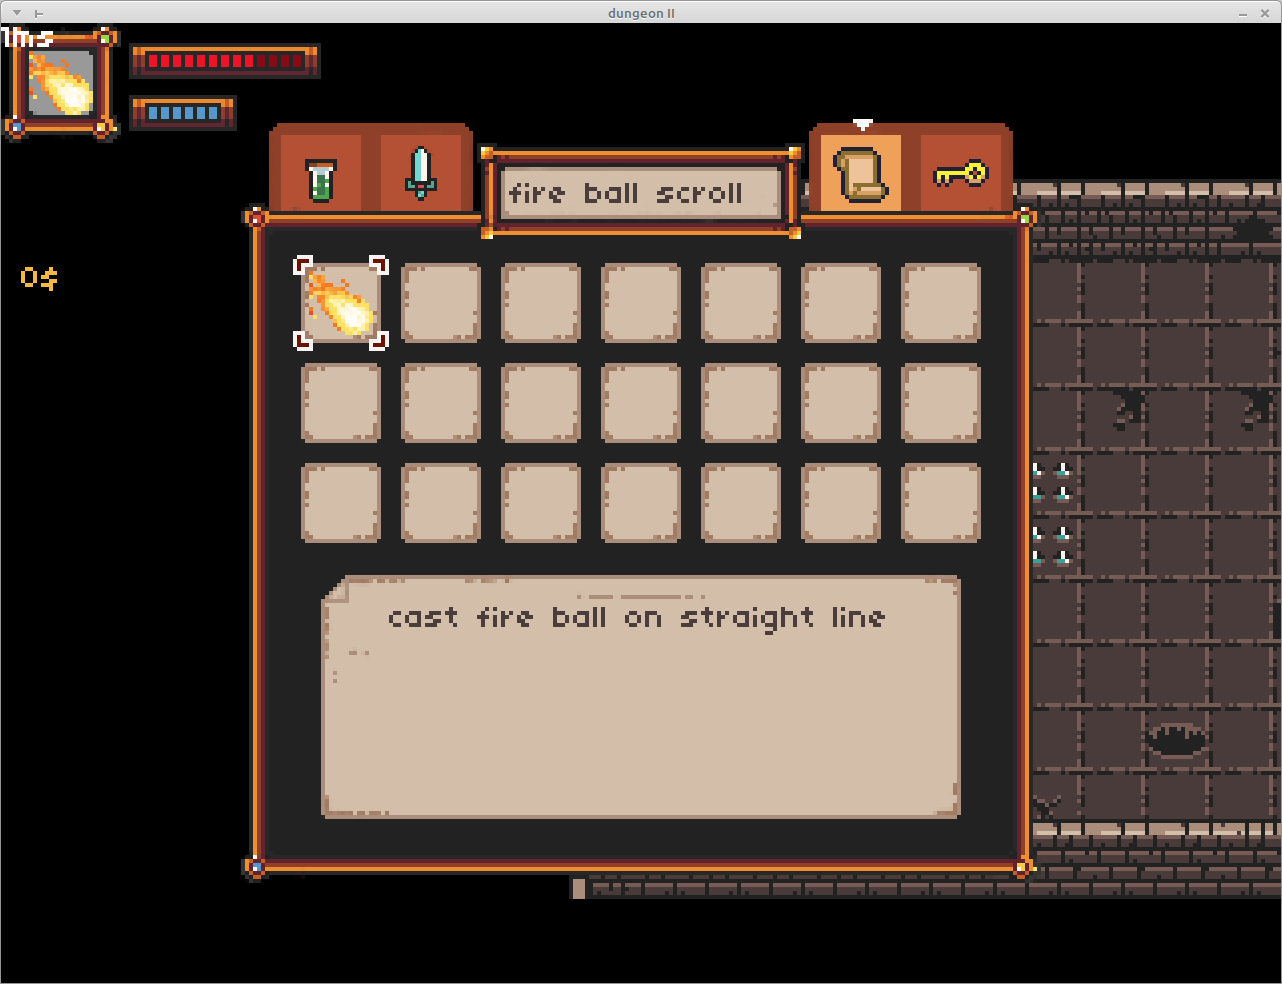 dungeon II
1ms
fire ball scroll
0$
cast fire ball on straight line